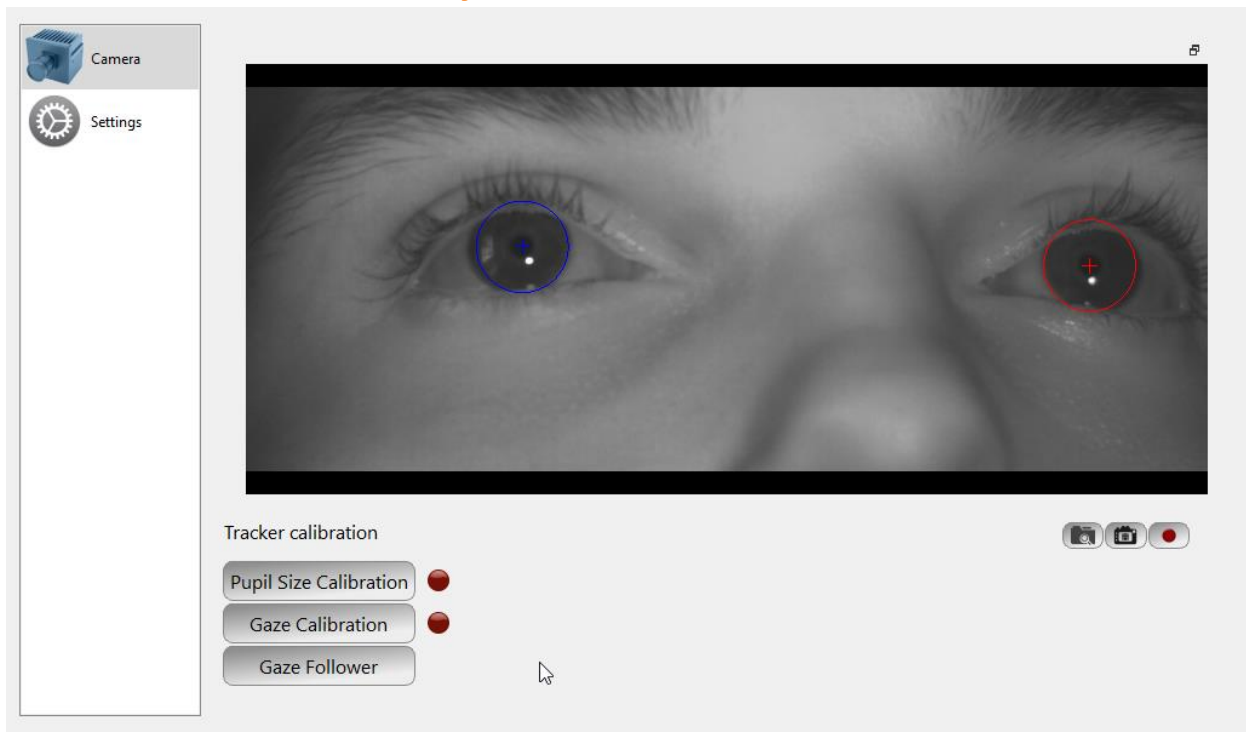 Camera
Settings
Tracker calibration
Pupil Size Calibration
Gaze Calibration
Gaze Follower